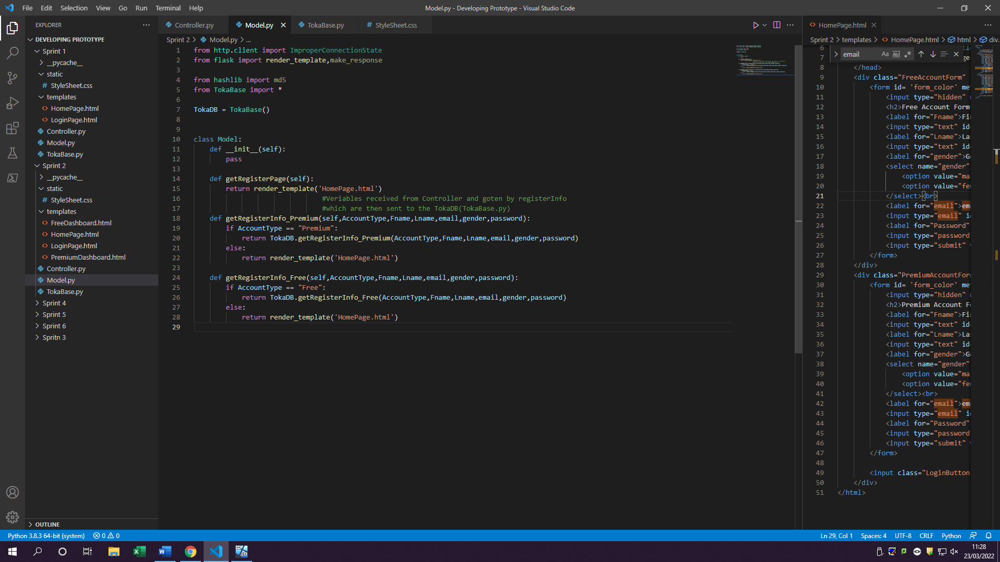 File Edit Selection View Go Run Terminal Help
Model.py - Developing Prototype - Visual Studio Code
EXPLORER
DEVELOPING PROTOTYPE
Sprint 1
__pycache__
static
# StyleSheet.css
templates
<> HomePage.html
<> LoginPage.html
Controller.py
Model.py
TokaBase.py
Sprint 2
__pycache__
static
# StyleSheet.css
templates
<> FreeDashboard.html
<> HomePage.html
<> LoginPage.html
<> PremiumDashboard.html
Controller.py
Model.py
TokaBase.py
Sprint 4
Sprint 5
Sprint 6
Spritn 3
OUTLINE
Controller.py Model.py TokaBase.py # StyleSheet.css
Sprint 2 > Model.py > ...
1 from http.client import ImproperConnectionState
2 from flask import render_template,make_response
3
4 from hashlib import md5
5 from TokaBase import *
6
7 TokaDB = TokaBase()
8
9
10 class Model:
11 def __init__(self):
12 pass
13
14 def getRegisterPage(self):
15 return render_template('HomePage.html')
16 #Veriables received from Controller and goten by registerInfo
17 #which are then sent to the TokaDB(TokaBase.py)
18 def getRegisterInfo_Premium(self,AccountType,Fname,Lname,email,gender,password):
19 if AccountType == "Premium":
20 return TokaDB.getRegisterInfo_Premium(AccountType,Fname,Lname,email,gender,password)
21 else:
22 return render_template('HomePage.html')
23
24 def getRegisterInfo_Free(self,AccountType,Fname,Lname,email,gender,password):
25 if AccountType == "Free":
26 return TokaDB.getRegisterInfo_Free(AccountType,Fname,Lname,email,gender,password)
27 else:
28 return render_template('HomePage.html')
29
<> HomePage.html
Sprint 2 > templates > <> HomePage.html > html > div.
email Aa Abl .*
6
7
8 </head>
9 <div class="FreeAccountForm"
10 <form id= 'form_color' me
11 <input type="hidden"
12 <h2>Free Account Form
13 <label for="Fname">Fi
14 <input type="text" id
15 <label for="Lname">La
16 <input type="text" id
17 <label for="gender">G
18 <select name="gender"
19 <option value="ma
20 <option value="fe
21 </select><br>
22 <label for="email">em
23 <input type="email" i
24 <label for="Password"
25 <input type="password
26 <input type="submit"
27 </form>
28 </div>
29 <div class="PremiumAccountForm
30 <form id= 'form_color' me
31 <input type="hidden"
32 <h2>Premium Account F
33 <label for="Fname">Fi
34 <input type="text" id
35 <label for="Lname">La
36 <input type="text" id
37 <label for="gender">G
38 <select name="gender"
39 <option value="ma
40 <option value="fe
41 </select><br>
42 <label for="email">em
43 <input type="email" i
44 <label for="Password"
45 <input type="password
46 <input type="submit"
47 </form>
48
49 <input class="LoginButton
50 </div>
51 </html>
Python 3.8.3 64-bit (system) 0 0
Ln 29, Col 1 Spaces: 4 UTF-8 CRLF Python
11:28
23/03/2022